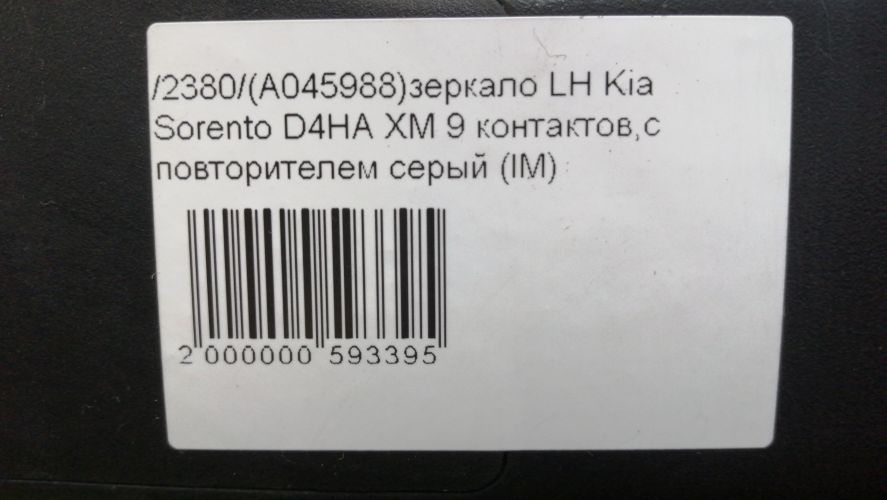 /2380/(A045988)зеркало LH Kia
Sorento D4HA XM 9 контактов,с
повторителем серый (IM)
2 000000 593395